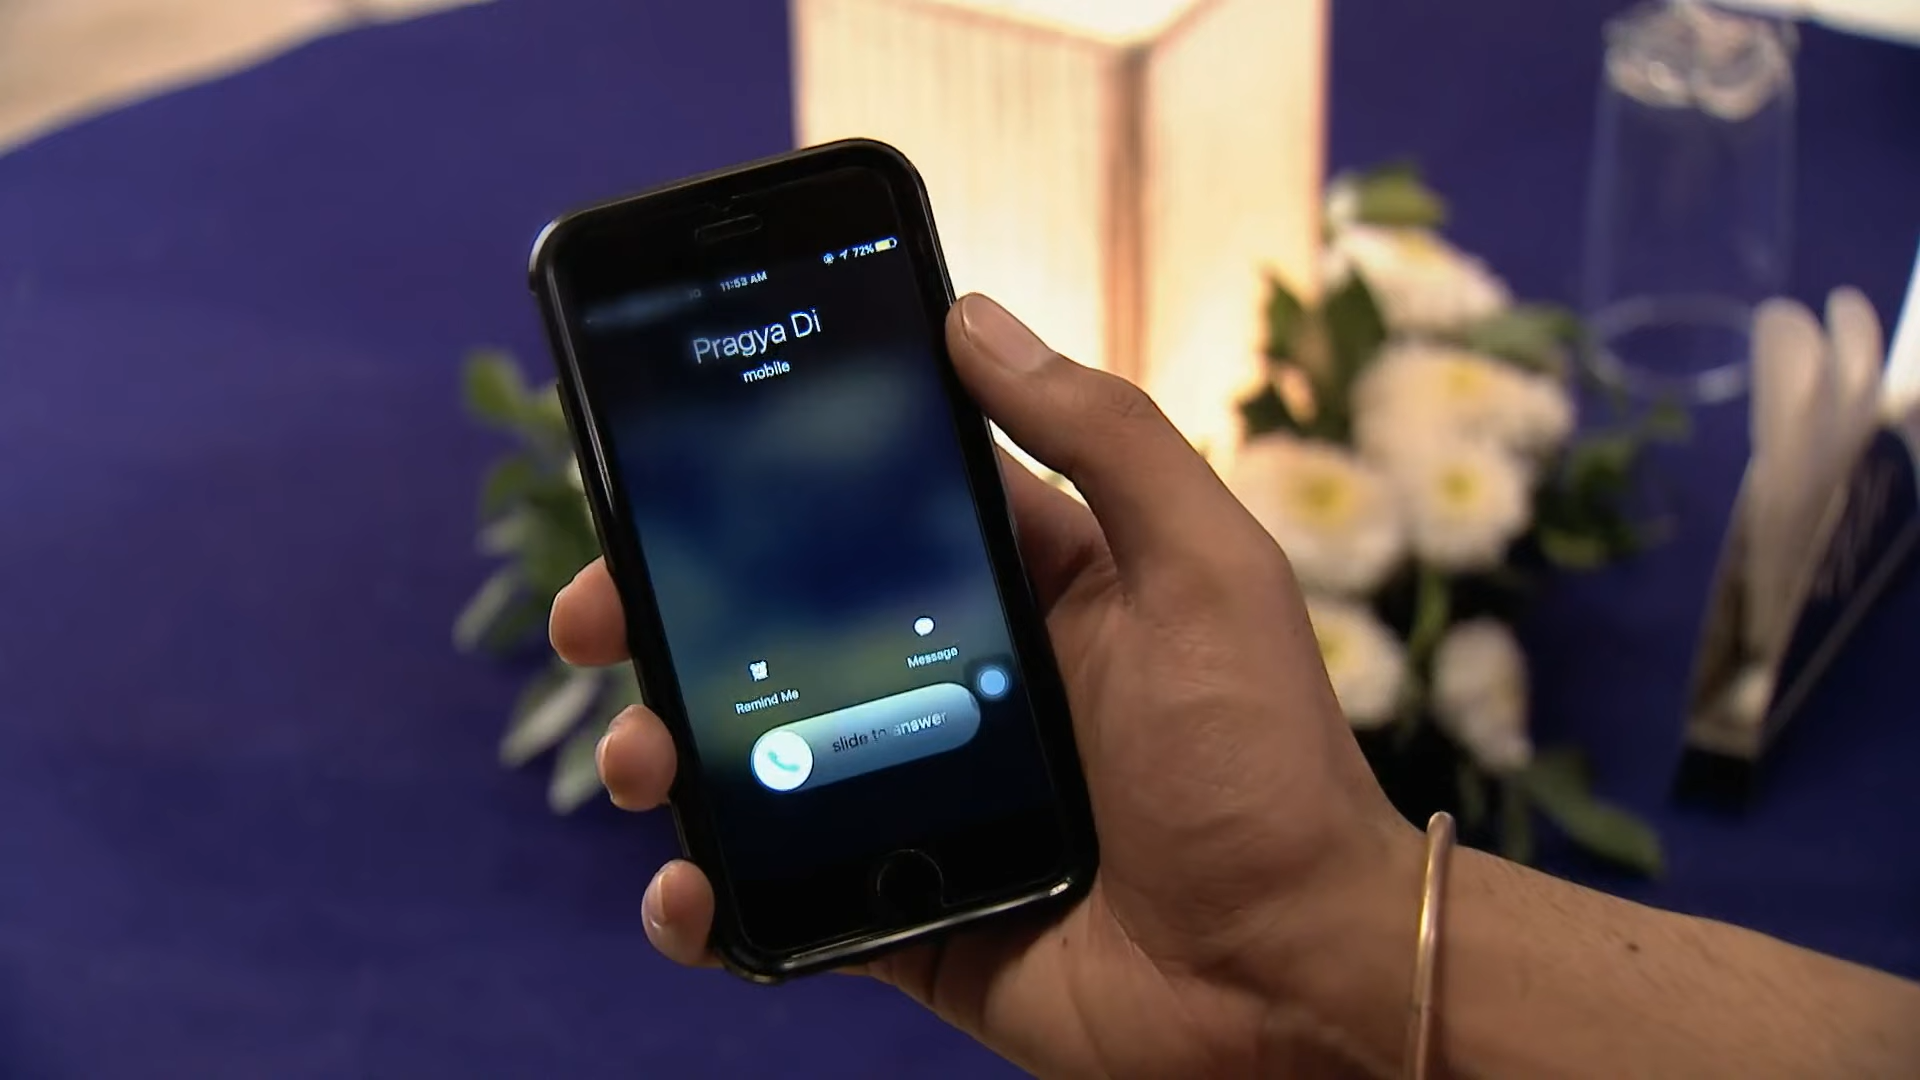 11:53 AM
72%
Pragya Di
mobile
Remind Me
Message
slide to answer